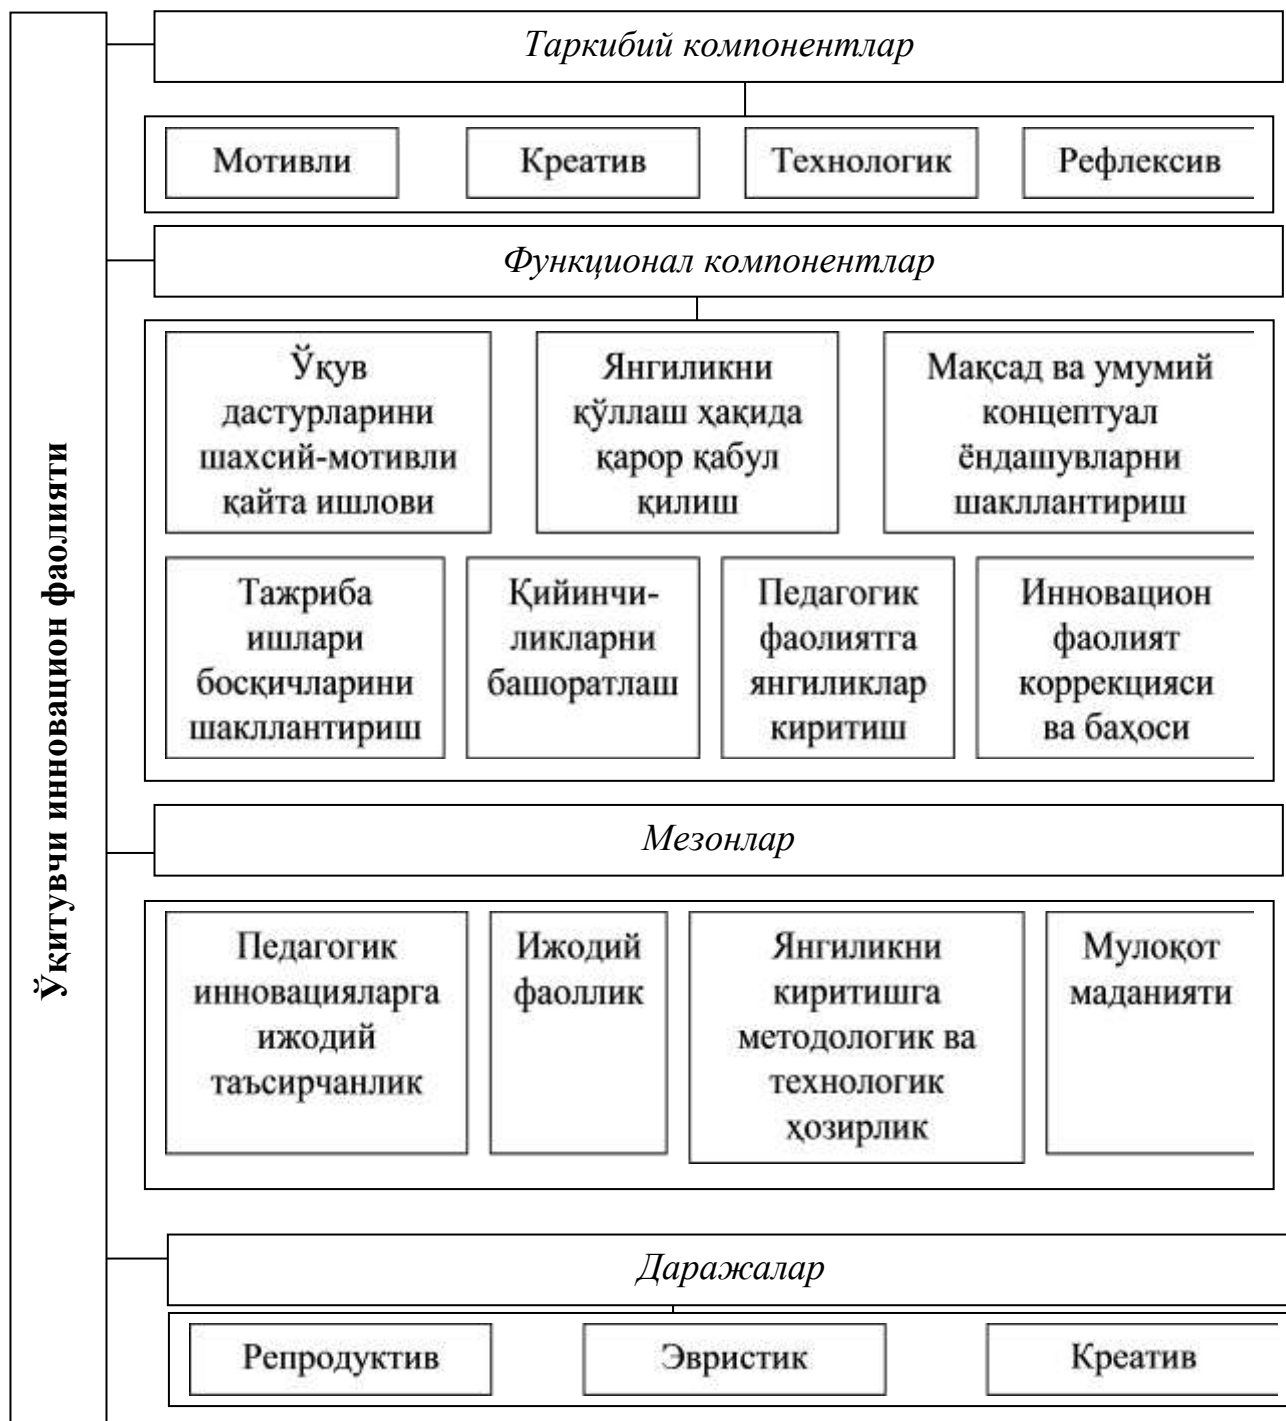 Ўқитувчи инновацион фаолияти
Таркибий компонентлар
Мотивли
Креатив
Технологик
Рефлексив
Функционал компонентлар
Ўқув
дастурларини
шахсий-мотивли
қайта ишлови
Янгиликни
қўллаш ҳақида
қарор қабул
қилиш
Мақсад ва умумий
концептуал
ёндашувларни
шакллантириш
Тажриба
ишлари
босқичларини
шакллантириш
Қийинчи-
ликларни
башоратлаш
Педагогик
фаолиятга
янгиликлар
киритиш
Инновацион
фаолият
коррекцияси
ва баҳоси
Мезонлар
Педагогик
инновацияларга
ижодий
таъсирчанлик
Ижодий
фаоллик
Янгиликни
киритишга
методологик ва
технологик
ҳозирлик
Мулоқот
маданияти
Даражалар
Репродуктив
Эвристик
Креатив